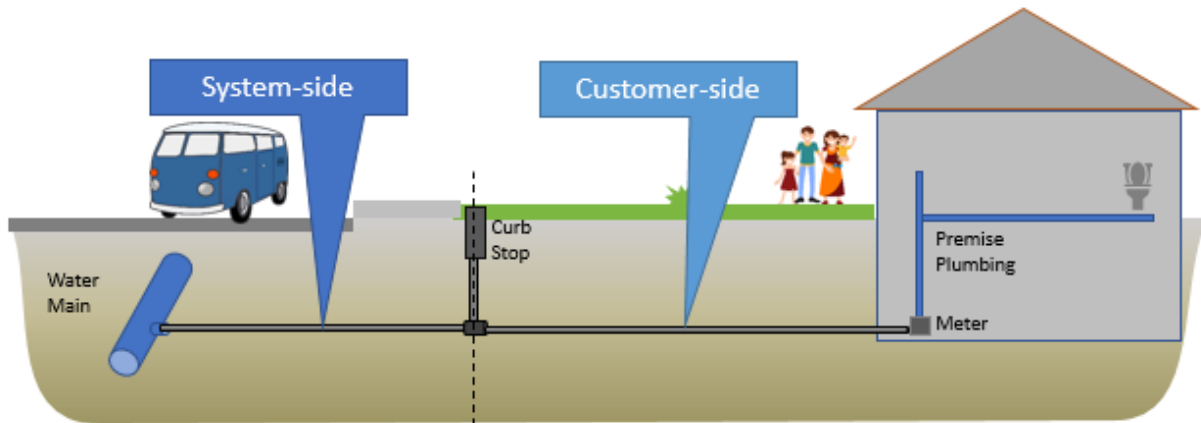 System-side
Customer-side
Curb
Stop
Water
Main
Premise
Plumbing
Meter